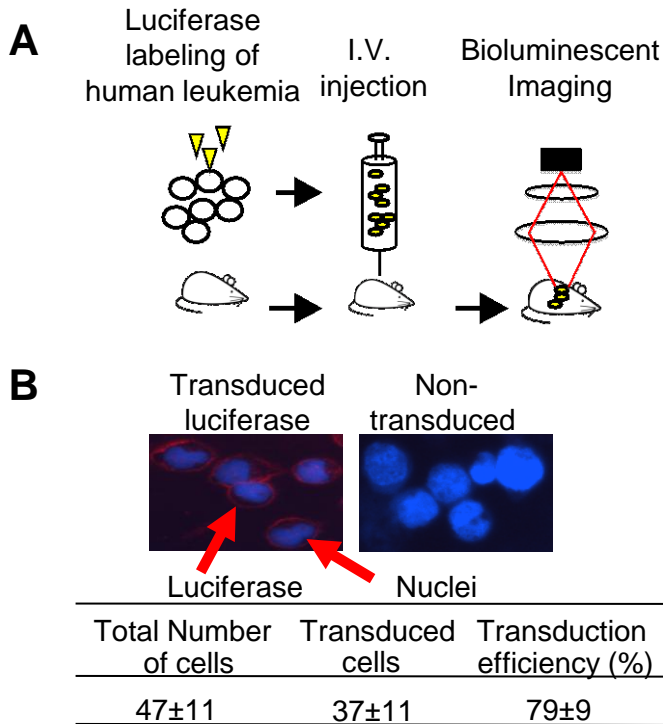 A
Luciferase
labeling of
human leukemia
I.V.
injection
Bioluminescent
Imaging
B
Transduced
luciferase
Non-
transduced
Luciferase
Nuclei
Total Number
of cells
Transduced
cells
Transduction
efficiency (%)
47±11
37±11
79±9